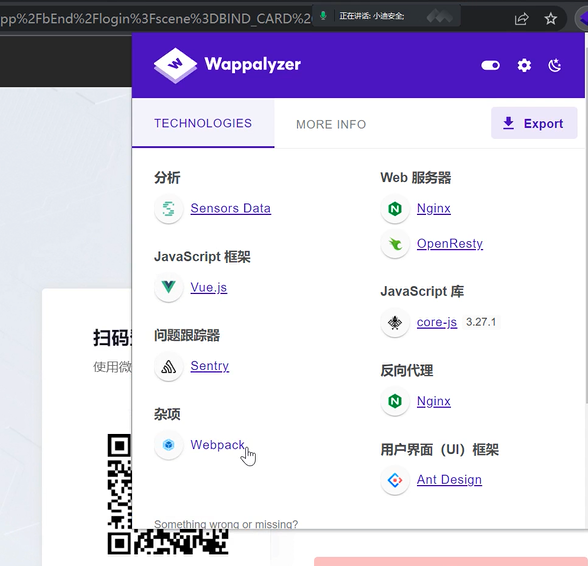 pp%2FbEnd%2Flogin%3Fscene%3DBIND_CARD%2
正在讲话: 小迪安全;
Wappalyzer
TECHNOLOGIES
MORE INFO
Export
分析
Sensors Data
JavaScript 框架
Vue.js
问题跟踪器
Sentry
杂项
Webpack
Something wrong or missing?
Web 服务器
Nginx
OpenResty
JavaScript 库
core-js 3.27.1
反向代理
Nginx
用户界面（UI）框架
Ant Design
扫码
使用微